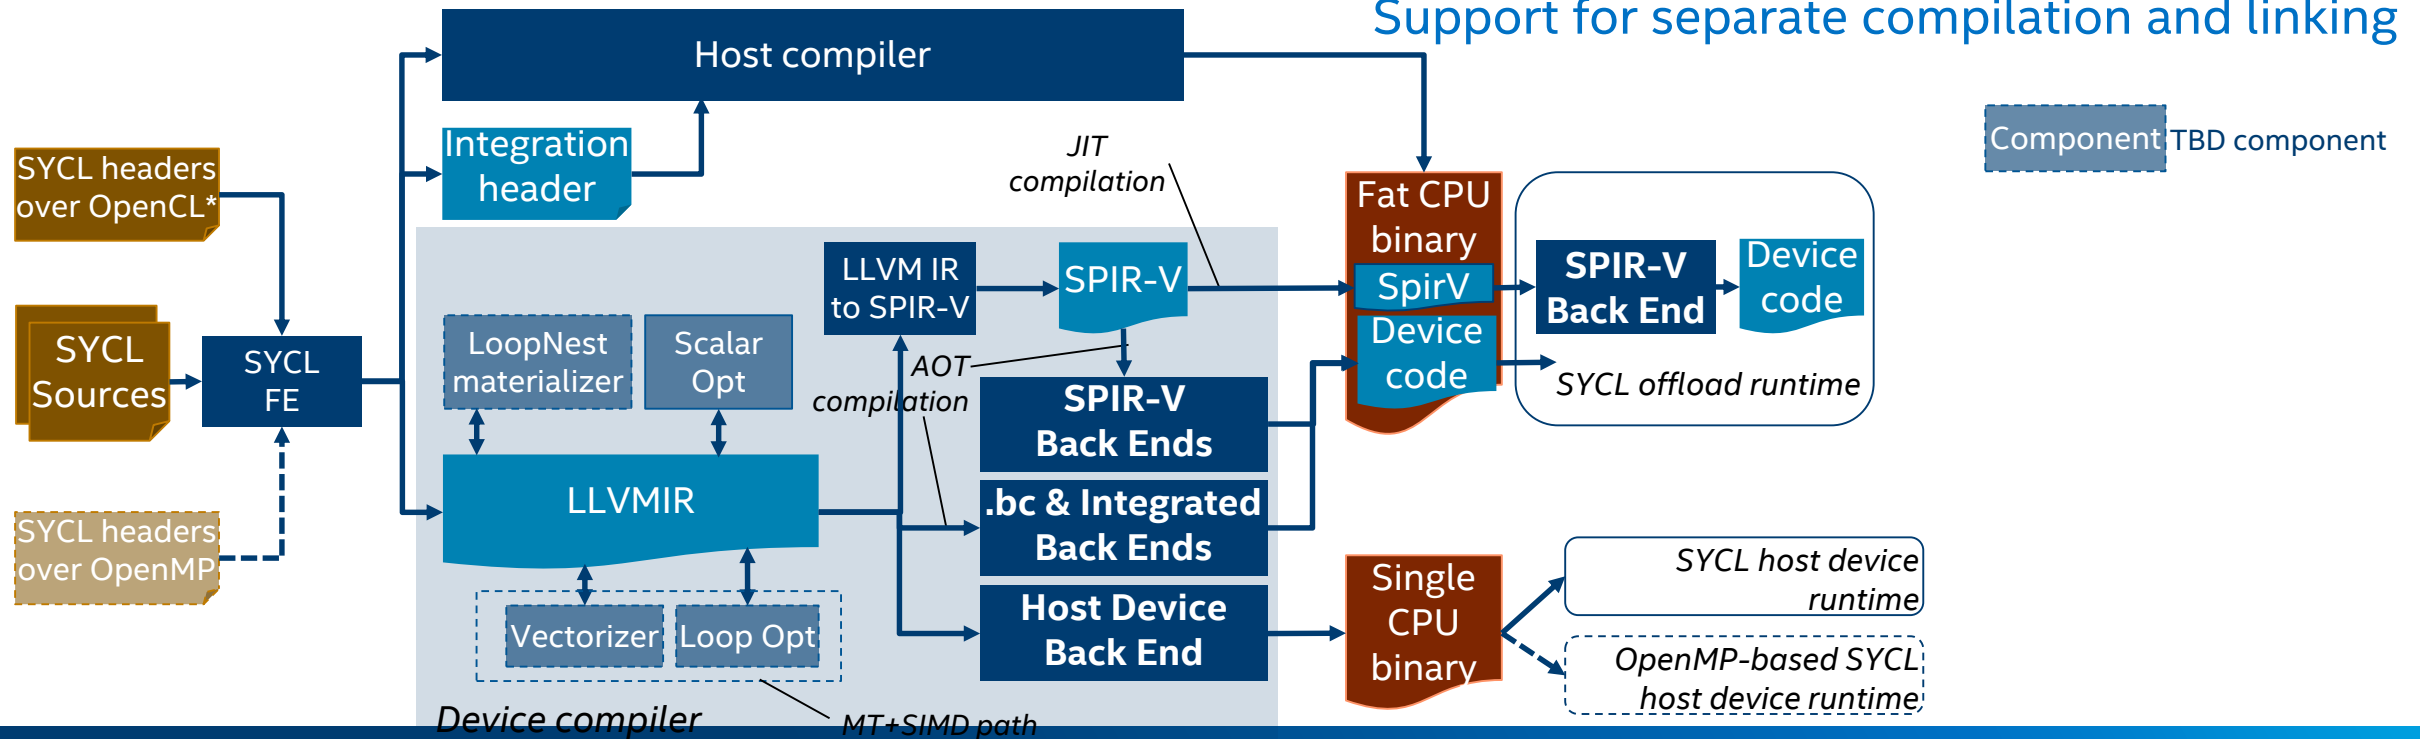 Support for separate compilation and linking
Host compiler
Component
TBD component
Integration
header
JIT
compilation
SYCL headers
over OpenCL*
Fat CPU
binary
SpirV
Device
code
SPIR-V
Back End
Device
code
SYCL offload runtime
LLVM IR
to SPIR-V
SPIR-V
SYCL
Sources
SYCL
FE
LoopNest
materializer
Scalar
Opt
AOT
compilation
SPIR-V
Back Ends
LLVMIR
.bc & Integrated
Back Ends
SYCL headers
over OpenMP
Host Device
Back End
Single
CPU
binary
SYCL host device
runtime
OpenMP-based SYCL
host device runtime
Vectorizer
Loop Opt
Device compiler
MT+SIMD path